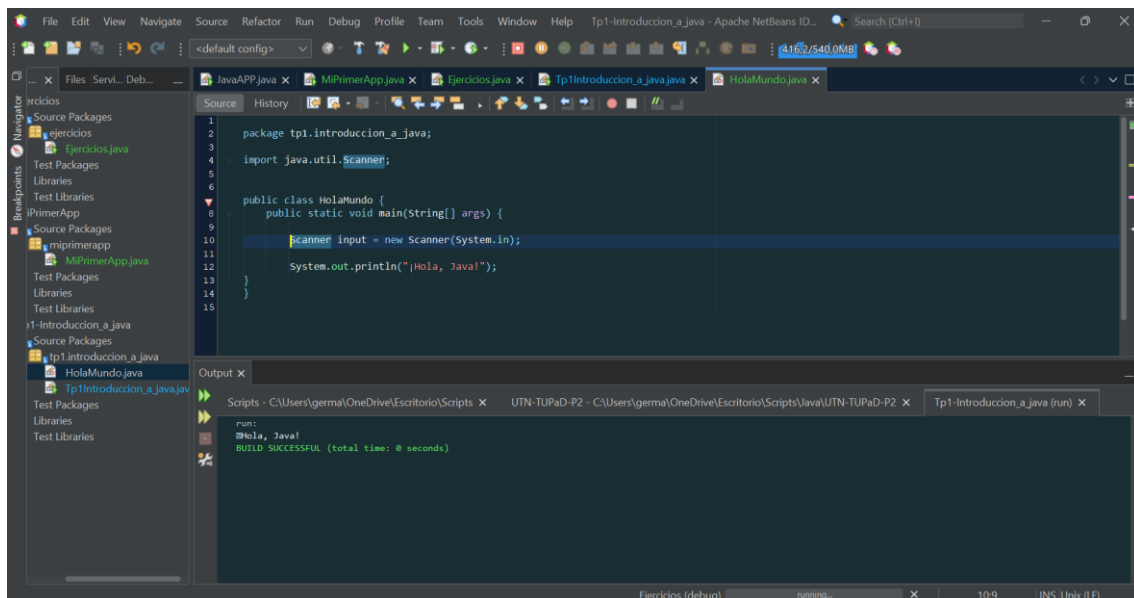 File Edit View Navigate Source Refactor Run Debug Profile Team Tools Window Help Tp1-Introduccion_a_java - Apache NetBeans ID... Search (Ctrl+I)
<default config> 416.2/540.0MB
... Files Servi... Deb... JavaAPP.java MiPrimerApp.java Ejercicios.java Tp1Introduccion_a_java.java HolaMundo.java
Navigator
Breakpoints
ercicios
Source Packages
ejercicios
Ejercicios.java
Test Packages
Libraries
Test Libraries
iPrimerApp
Source Packages
miprimerapp
MiPrimerApp.java
Test Packages
Libraries
Test Libraries
p1-Introduccion_a_java
Source Packages
tp1.introduccion_a_java
HolaMundo.java
Tp1Introduccion_a_java.jav
Test Packages
Libraries
Test Libraries
Source History
1
2 package tp1.introduccion_a_java;
3
4 import java.util.Scanner;
5
6
public class HolaMundo {
8 public static void main(String[] args) {
9
10 Scanner input = new Scanner(System.in);
11
12 System.out.println("¡Hola, Java!");
13 }
14 }
15
Output
Scripts - C:\Users\germa\OneDrive\Escritorio\Scripts UTN-TUPaD-P2 - C:\Users\germa\OneDrive\Escritorio\Scripts\Java\UTN-TUPaD-P2 Tp1-Introduccion_a_java (run)
run:
Hola, Java!
BUILD SUCCESSFUL (total time: 0 seconds)
Ejercicios (debug) running... 10:9 INS Unix (LF)